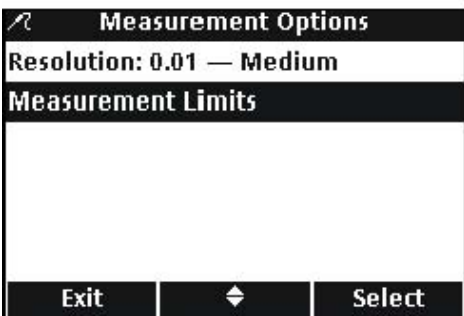 Measurement Options
Resolution: 0.01 — Medium
Measurement Limits
Exit Select